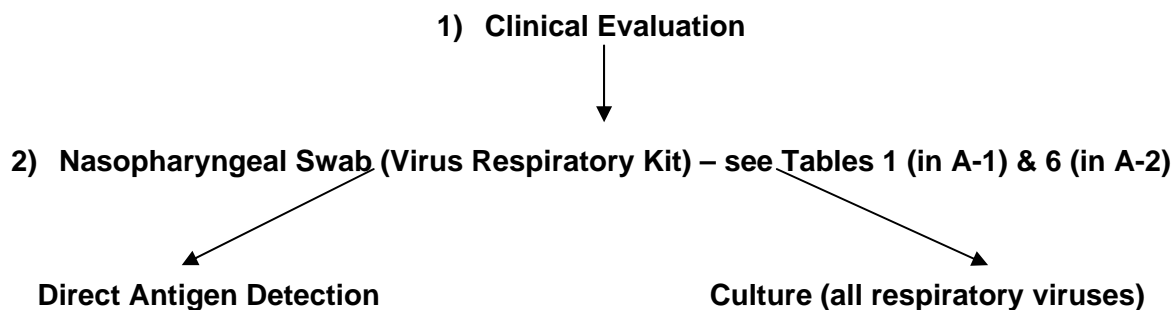 1) Clinical Evaluation
2) Nasopharyngeal Swab (Virus Respiratory Kit) – see Tables 1 (in A-1) & 6 (in A-2)
Direct Antigen Detection
Culture (all respiratory viruses)